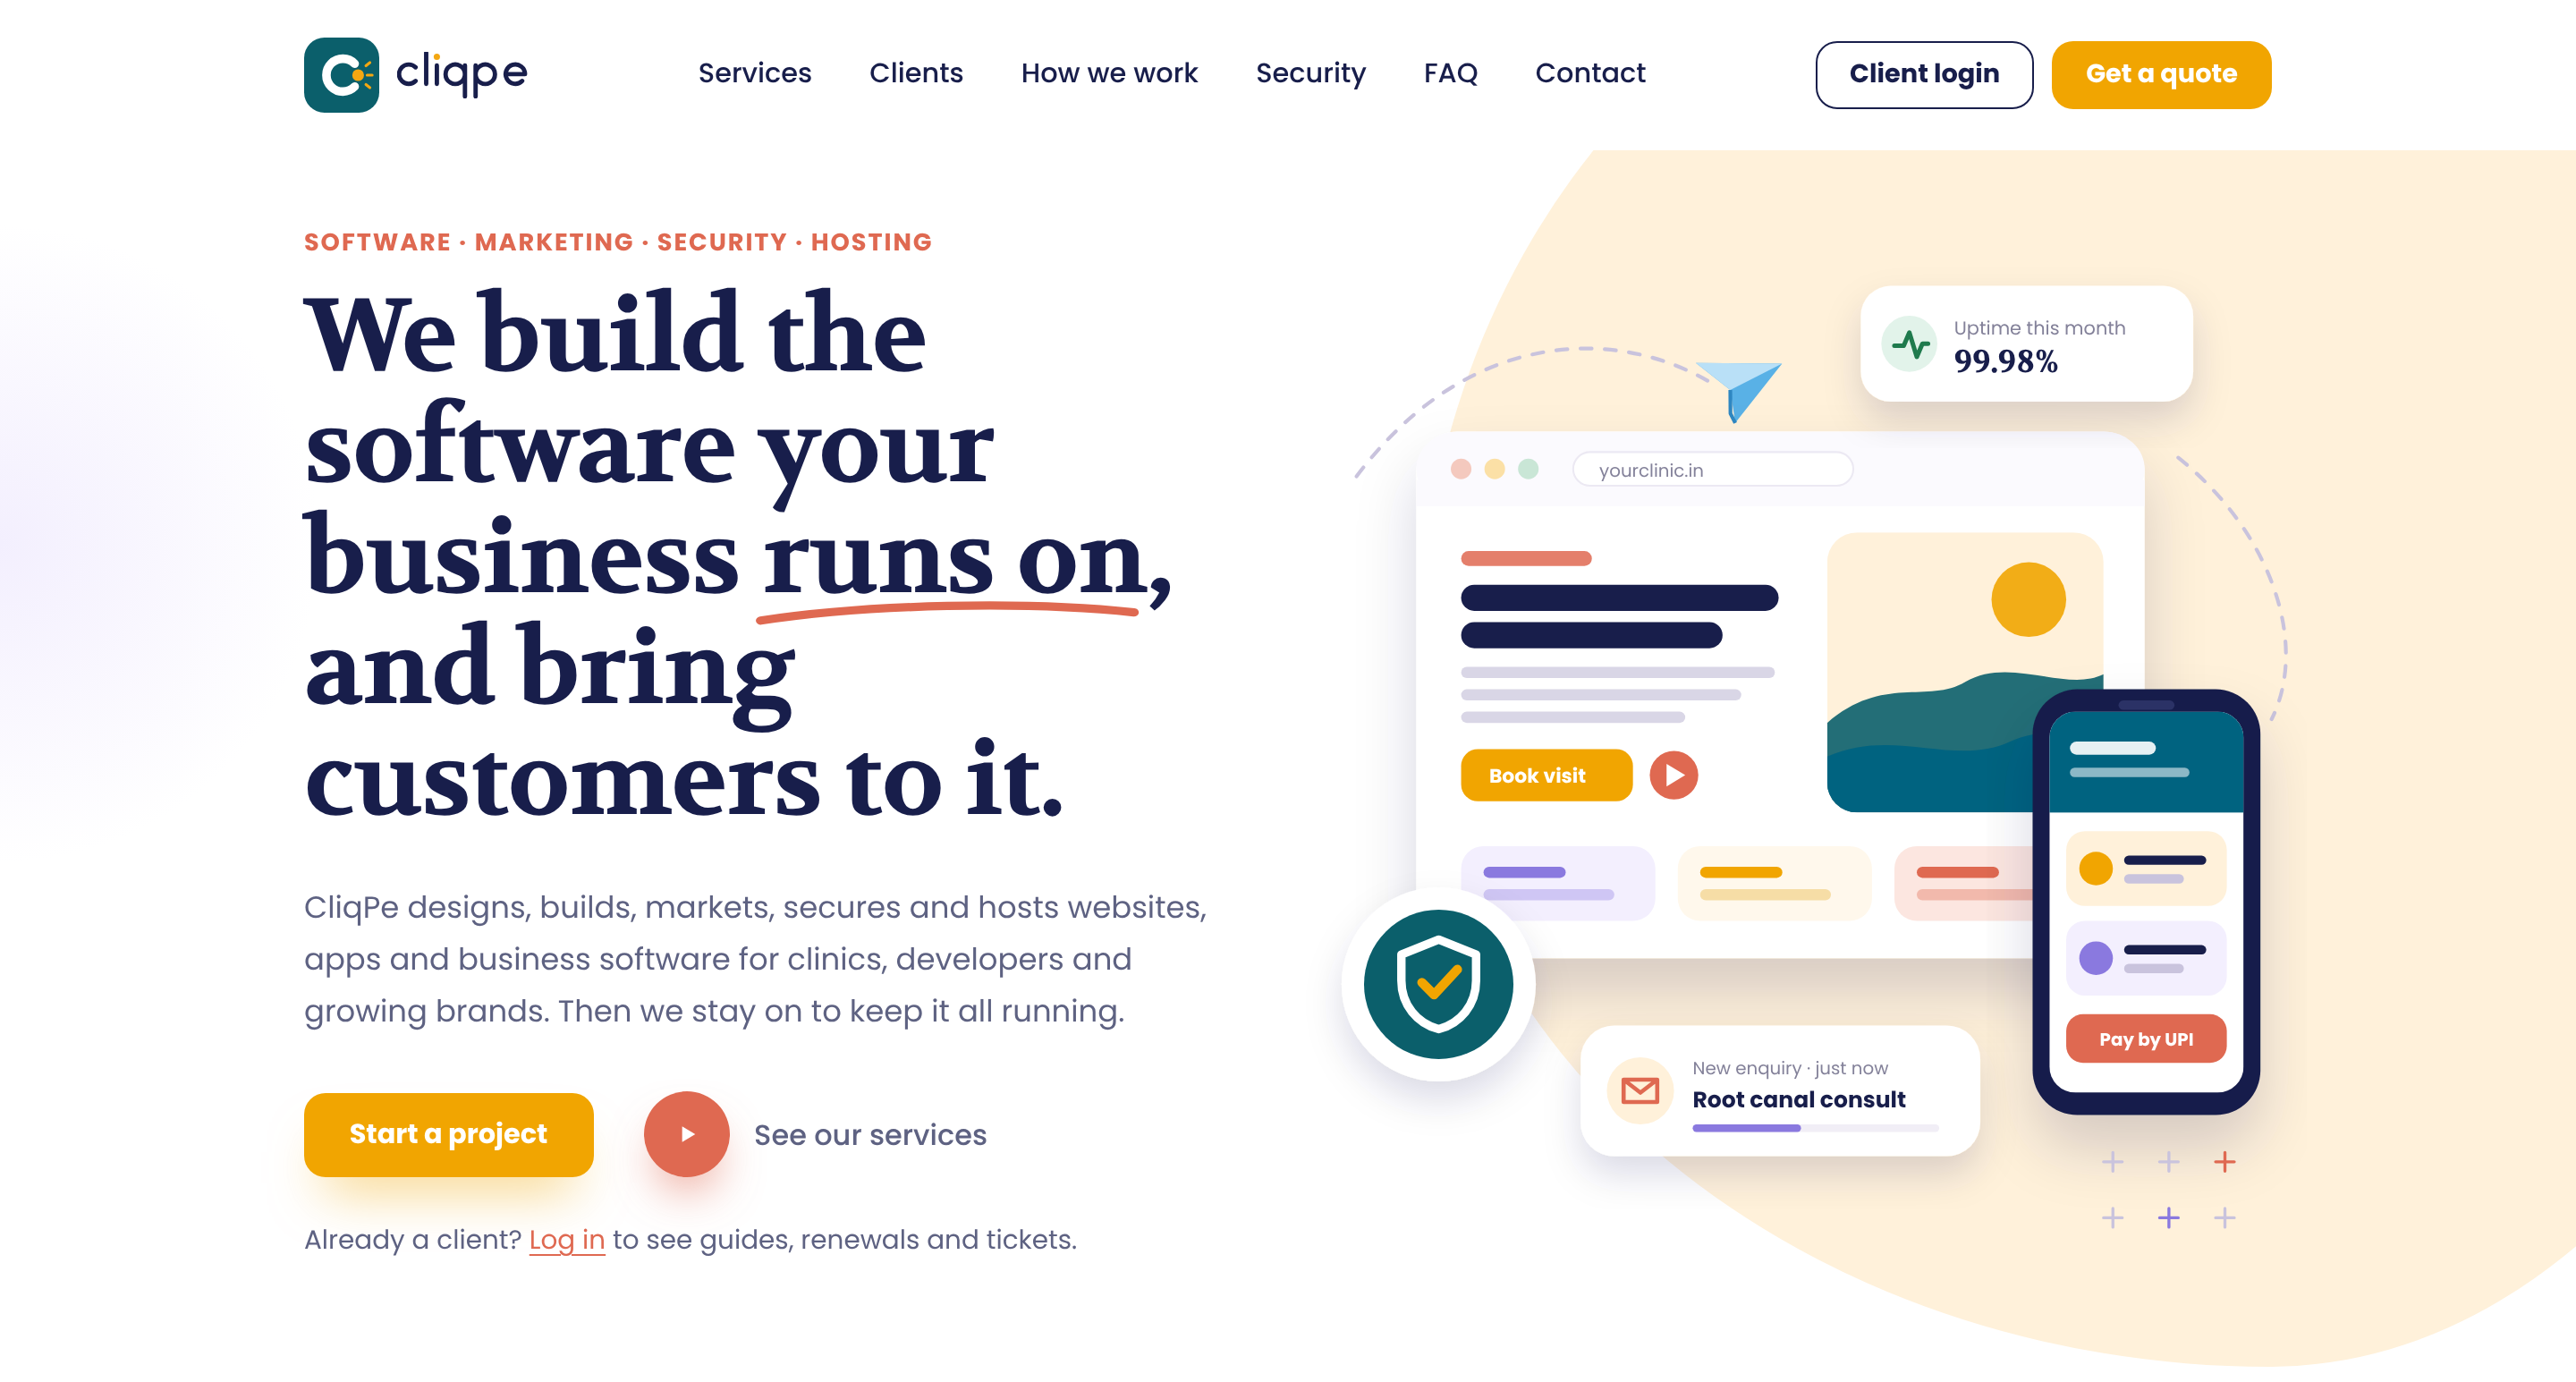 cliqpe
Services Clients How we work Security FAQ Contact
Client login
Get a quote
SOFTWARE · MARKETING · SECURITY · HOSTING
We build the
software your
business runs on,
and bring
customers to it.
CliqPe designs, builds, markets, secures and hosts websites,
apps and business software for clinics, developers and
growing brands. Then we stay on to keep it all running.
Start a project
See our services
Already a client? Log in to see guides, renewals and tickets.
Uptime this month
99.98%
yourclinic.in
Book visit
Pay by UPI
New enquiry · just now
Root canal consult